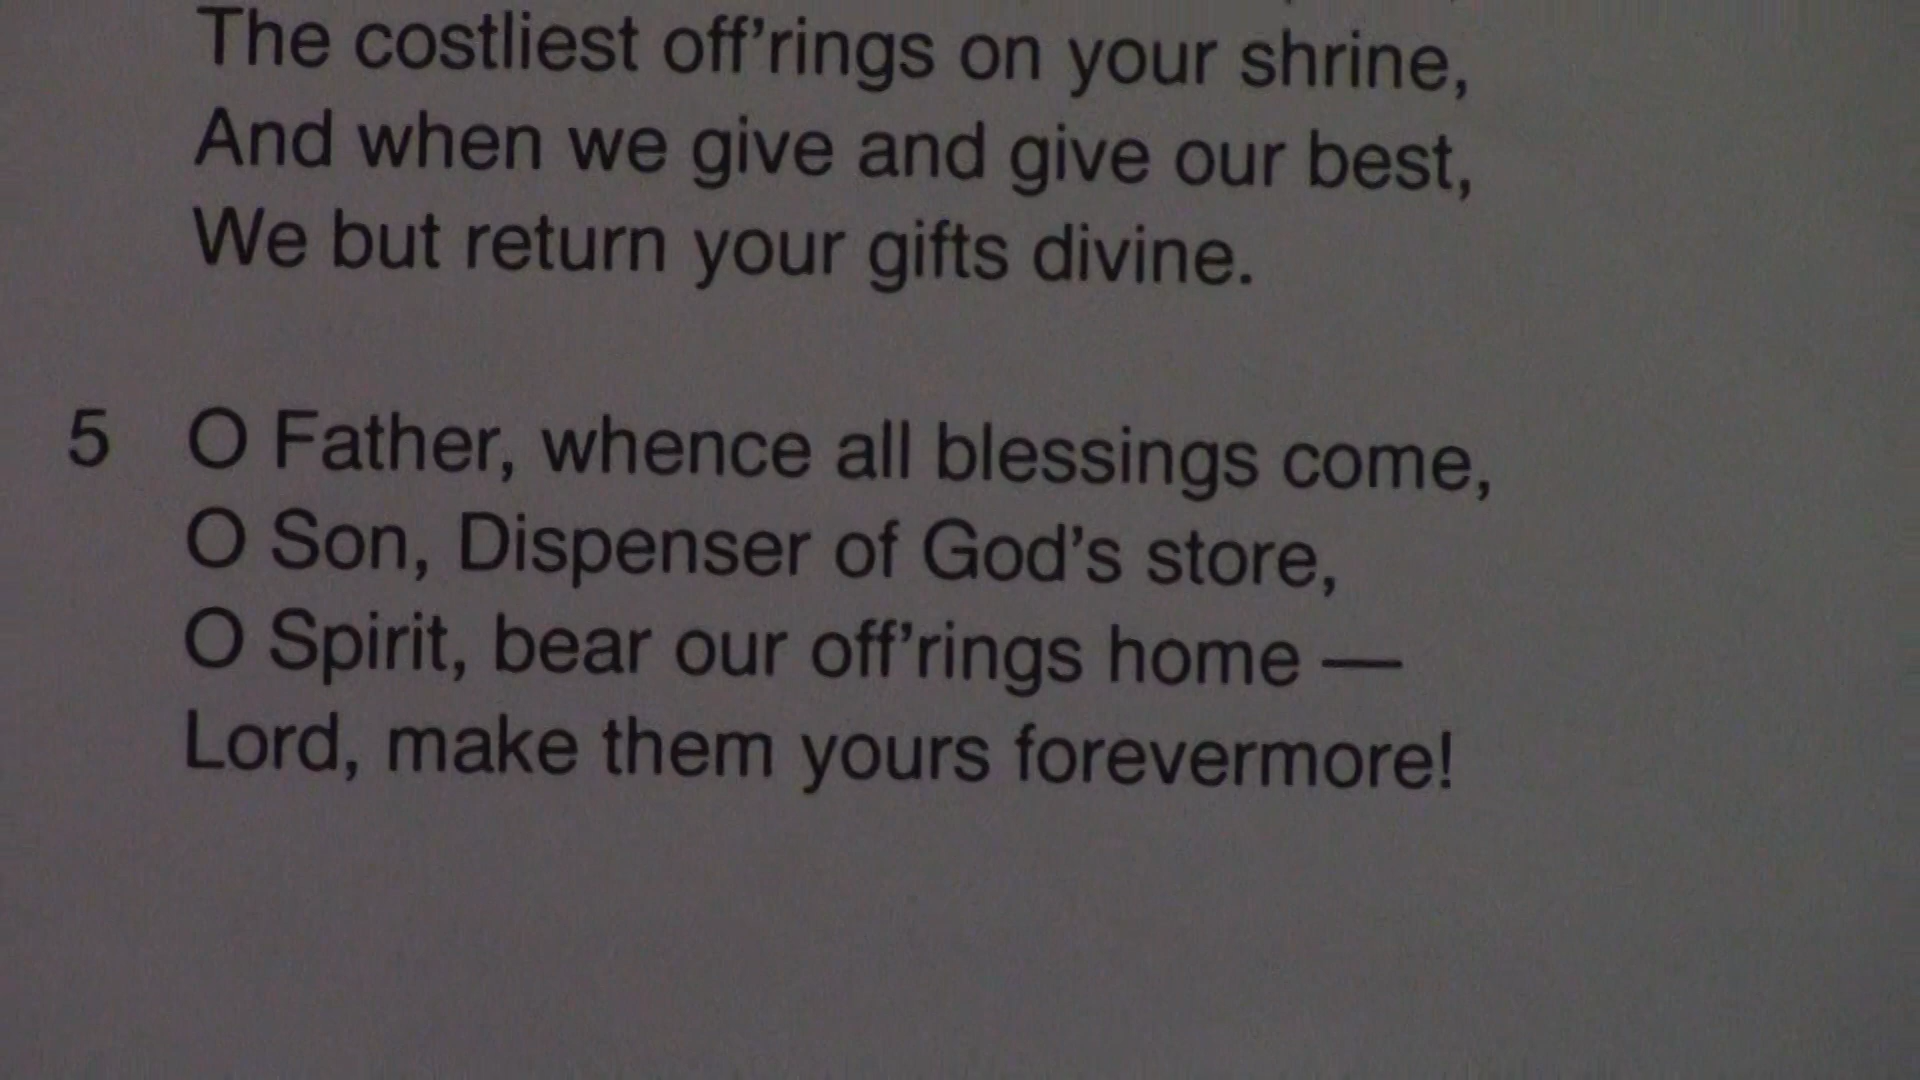 The costliest off’rings on your shrine,
And when we give and give our best,
We but return your gifts divine.
5 O Father, whence all blessings come,
O Son, Dispenser of God’s store,
O Spirit, bear our off’rings home —
Lord, make them yours forevermore!